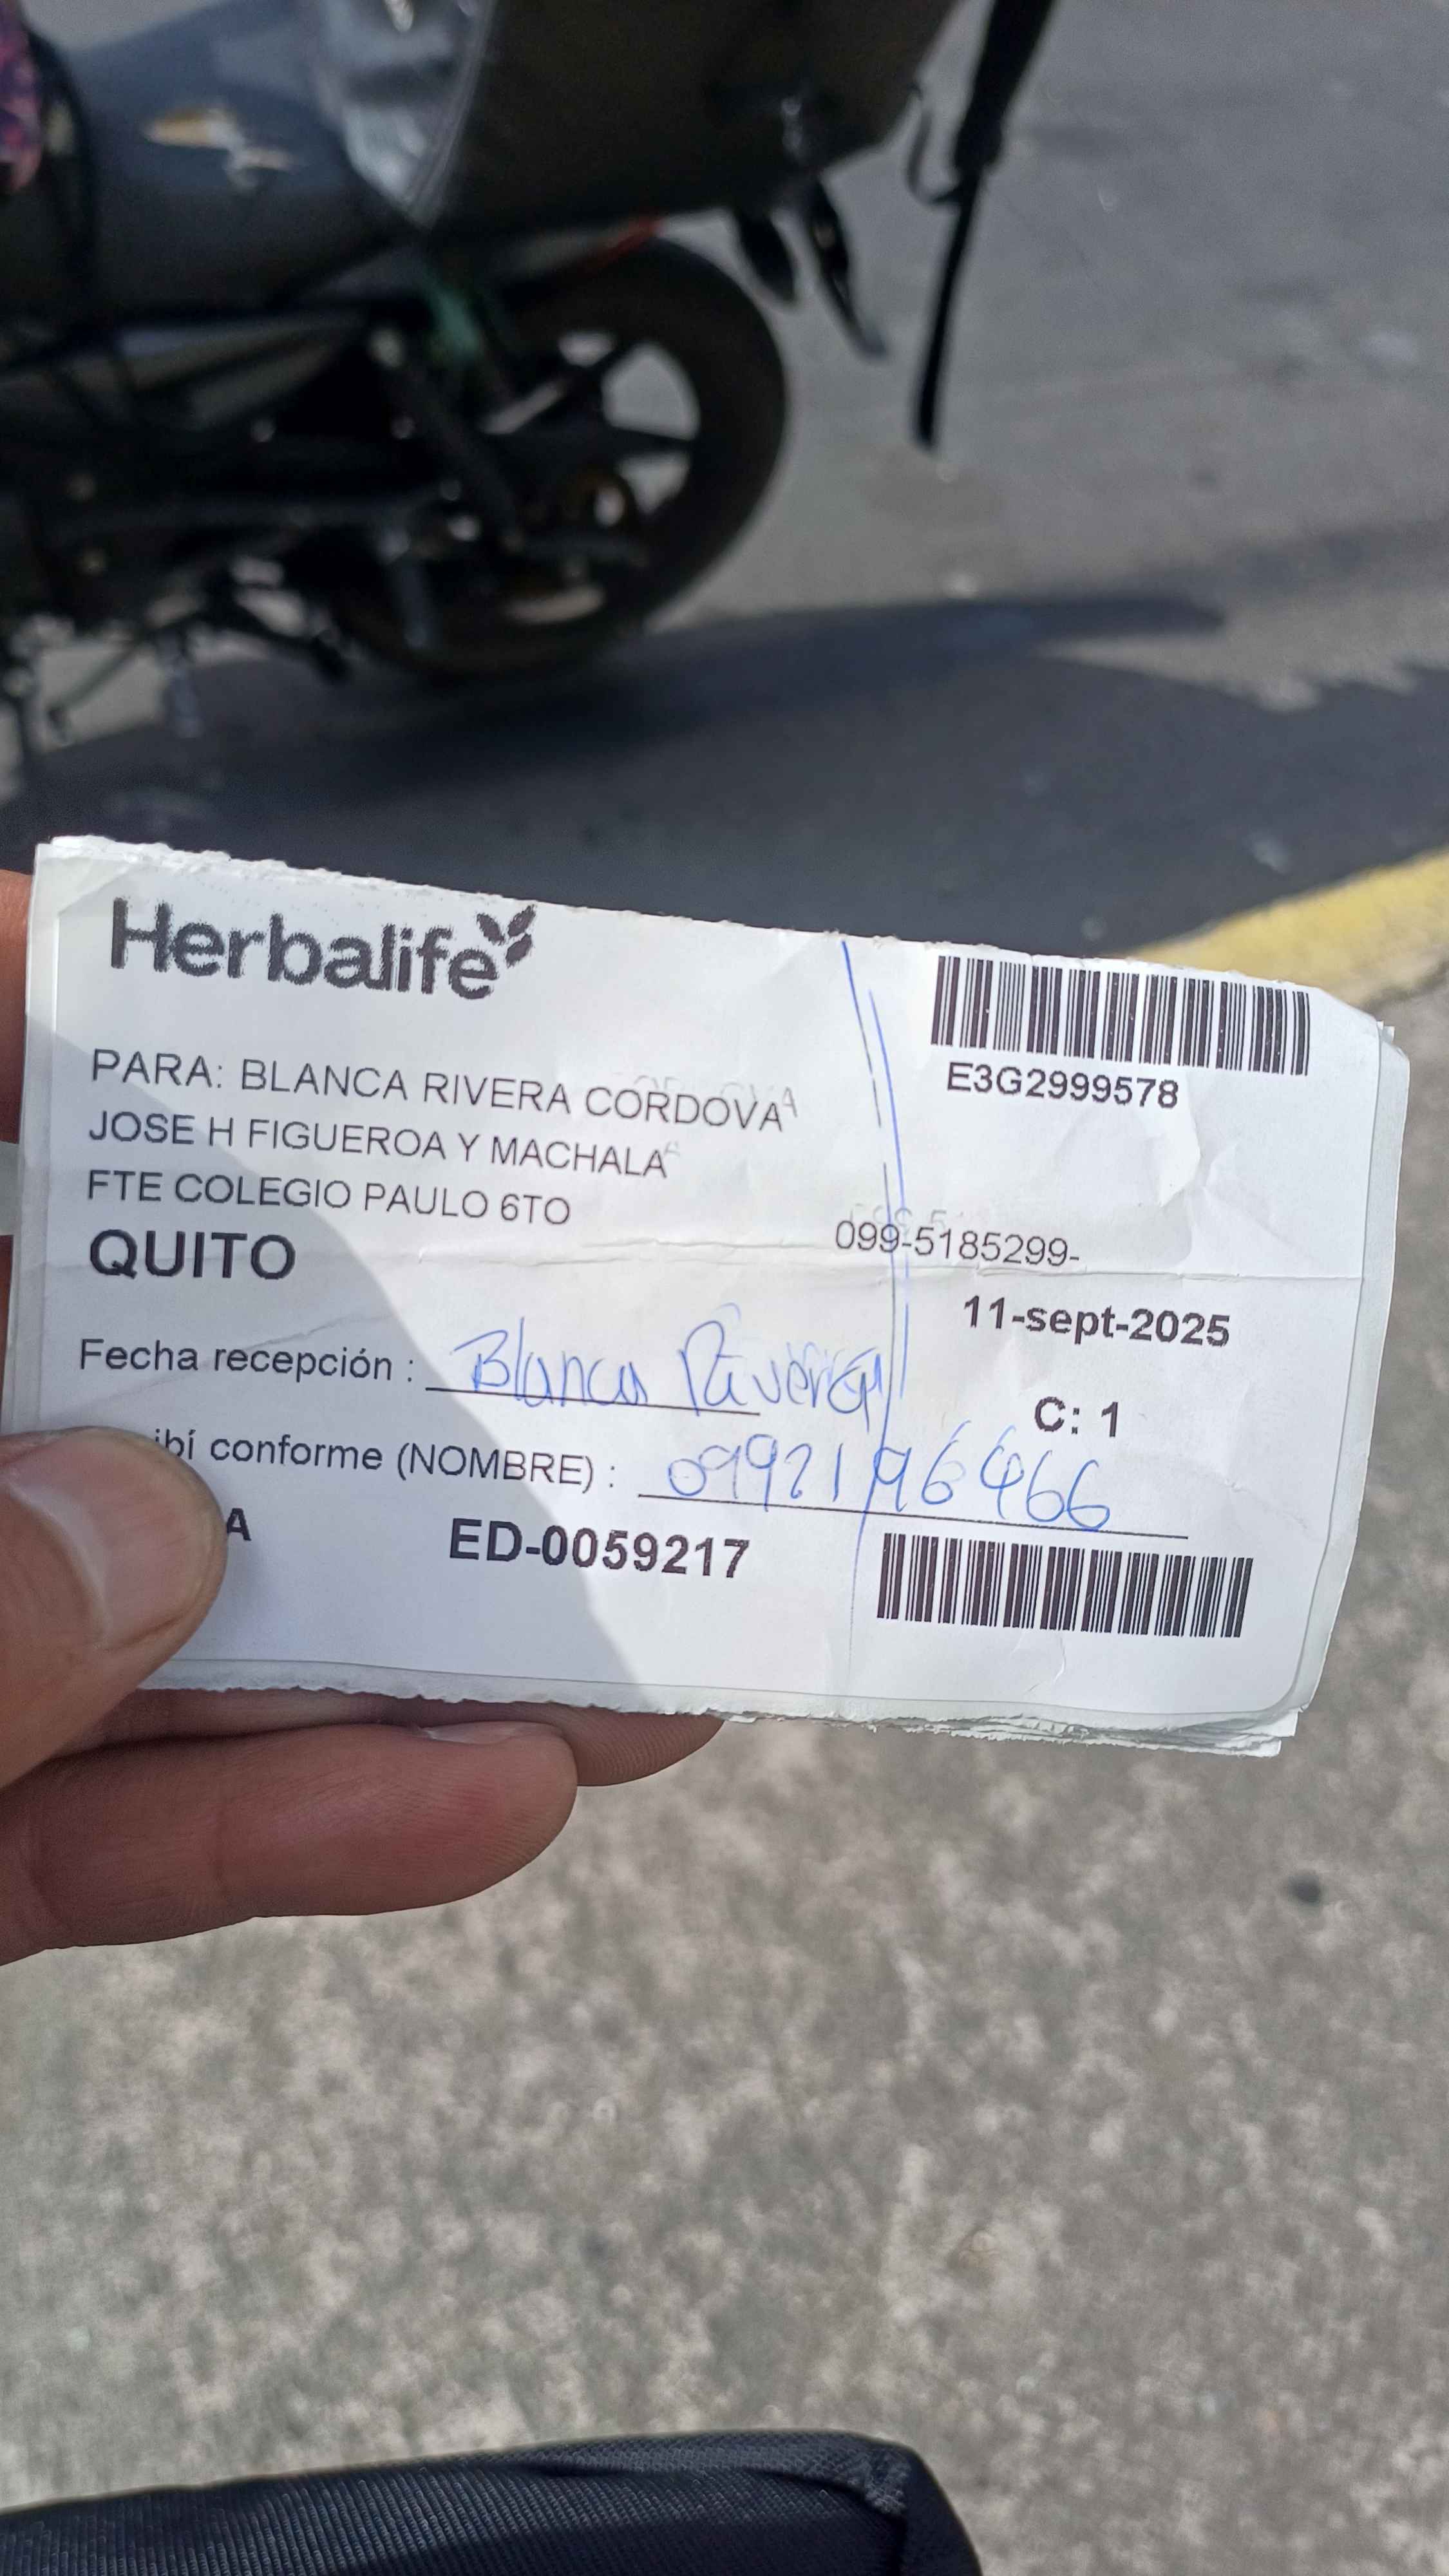 Herbalife
E3G2999578
PARA: BLANCA RIVERA CORDOVA
JOSE H FIGUEROA Y MACHALA
FTE COLEGIO PAULO 6TO
099-5185299-
QUITO
11-sept-2025
Fecha recepción : Blanca Rivera
C: 1
ibí conforme (NOMBRE) : 0992196466
A ED-0059217